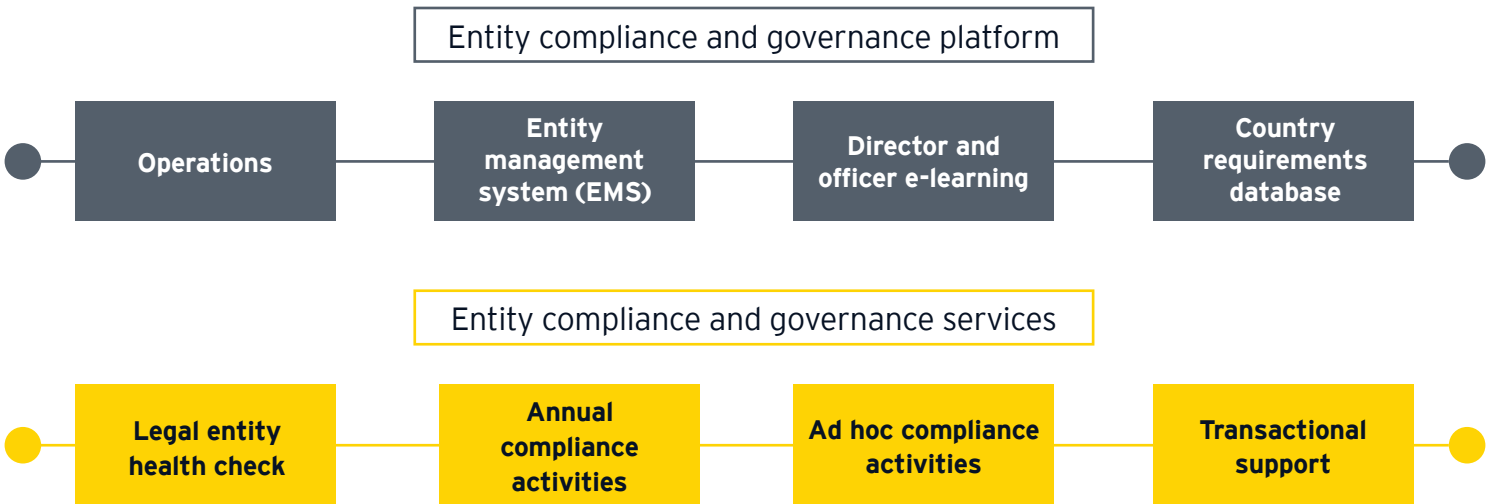 Entity compliance and governance platform
Operations
Entity
management
system (EMS)
Director and
officer e-learning
Country
requirements
database
Entity compliance and governance services
Legal entity
health check
Annual
compliance
activities
Ad hoc compliance
activities
Transactional
support